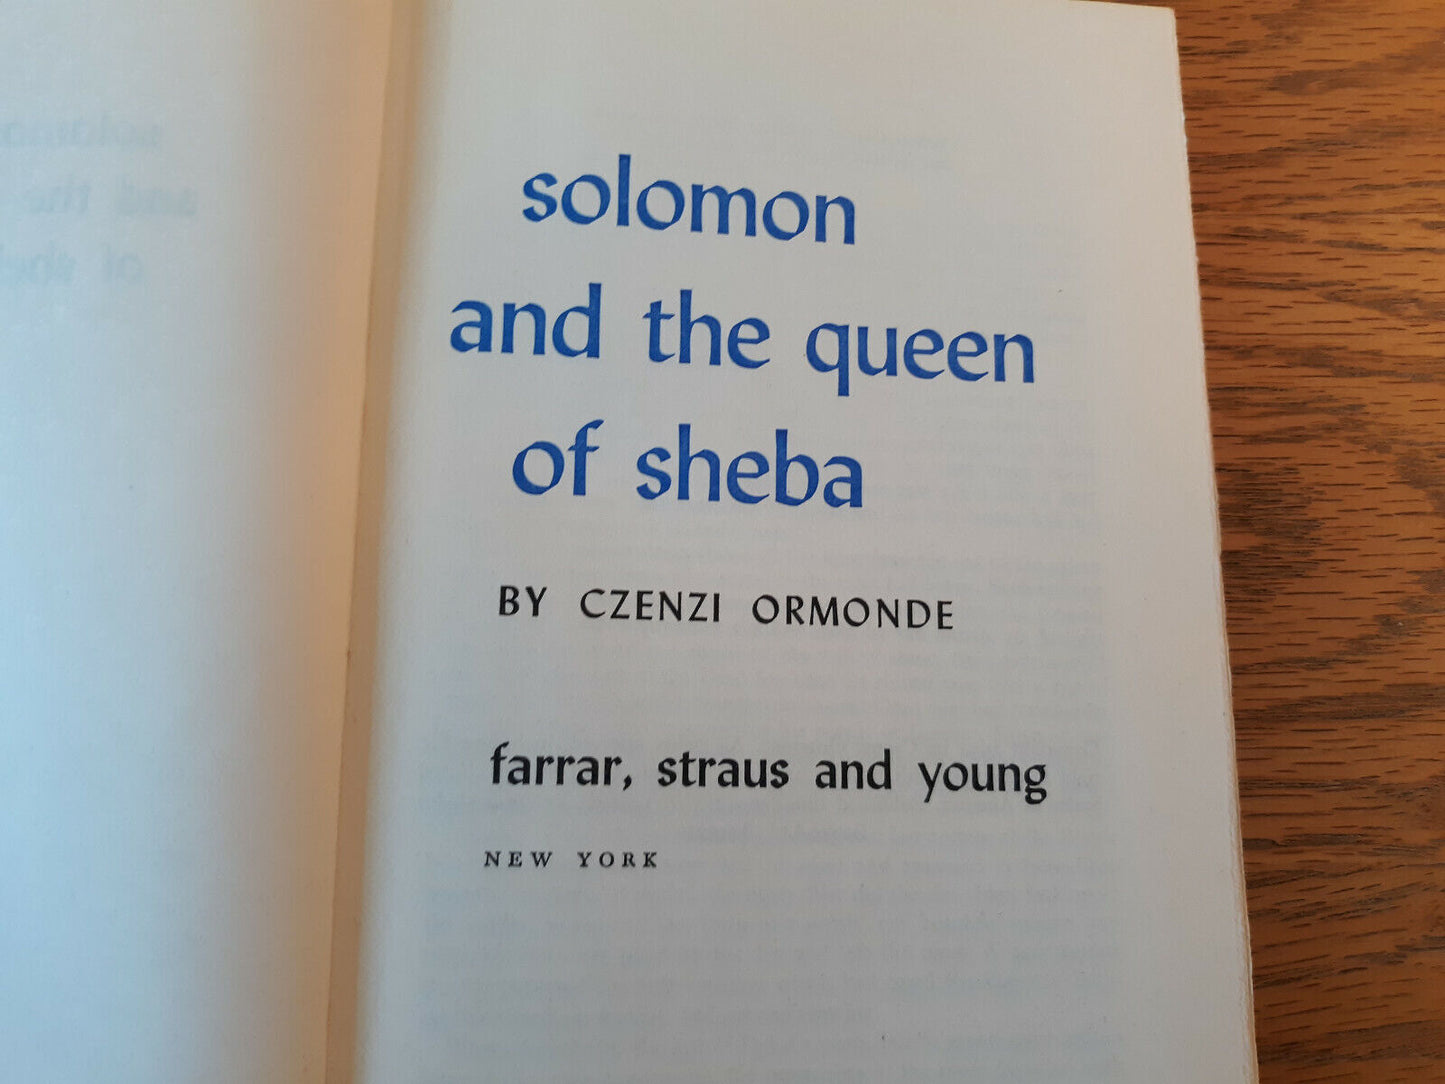 solomon
and the queen
of sheba
BY CZENZI ORMONDE
farrar, straus and young
NEW YORK